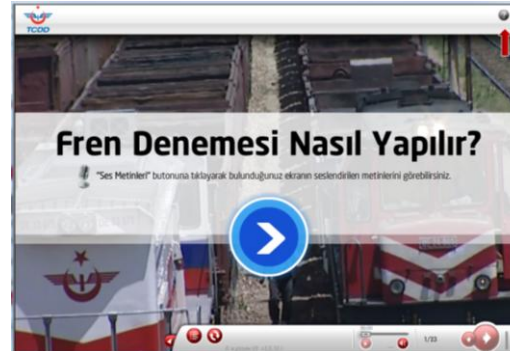 TCDD
Fren Denemesi Nasıl Yapılır?
"Ses Metinleri" butonuna tıklayarak bulunduğunuz ekranın seslendirilen metinlerini görebilirsiniz.
1/33